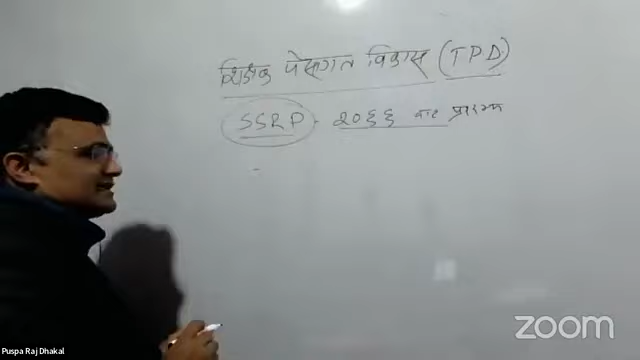 शिक्षक पेसागत विकास (TPD)
SSRP - २०६६ बाट प्रारम्भ
Puspa Raj Dhakal
zoom